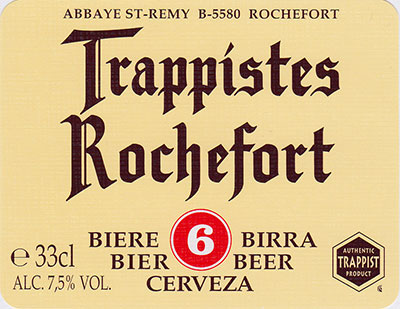 ABBAYE ST-REMY B-5580 ROCHEFORT
Trappistes
Rochefort
BIERE 6 BIRRA
BIER BEER
CERVEZA
℮ 33cl
ALC. 7,5% VOL.
AUTHENTIC
TRAPPIST
PRODUCT